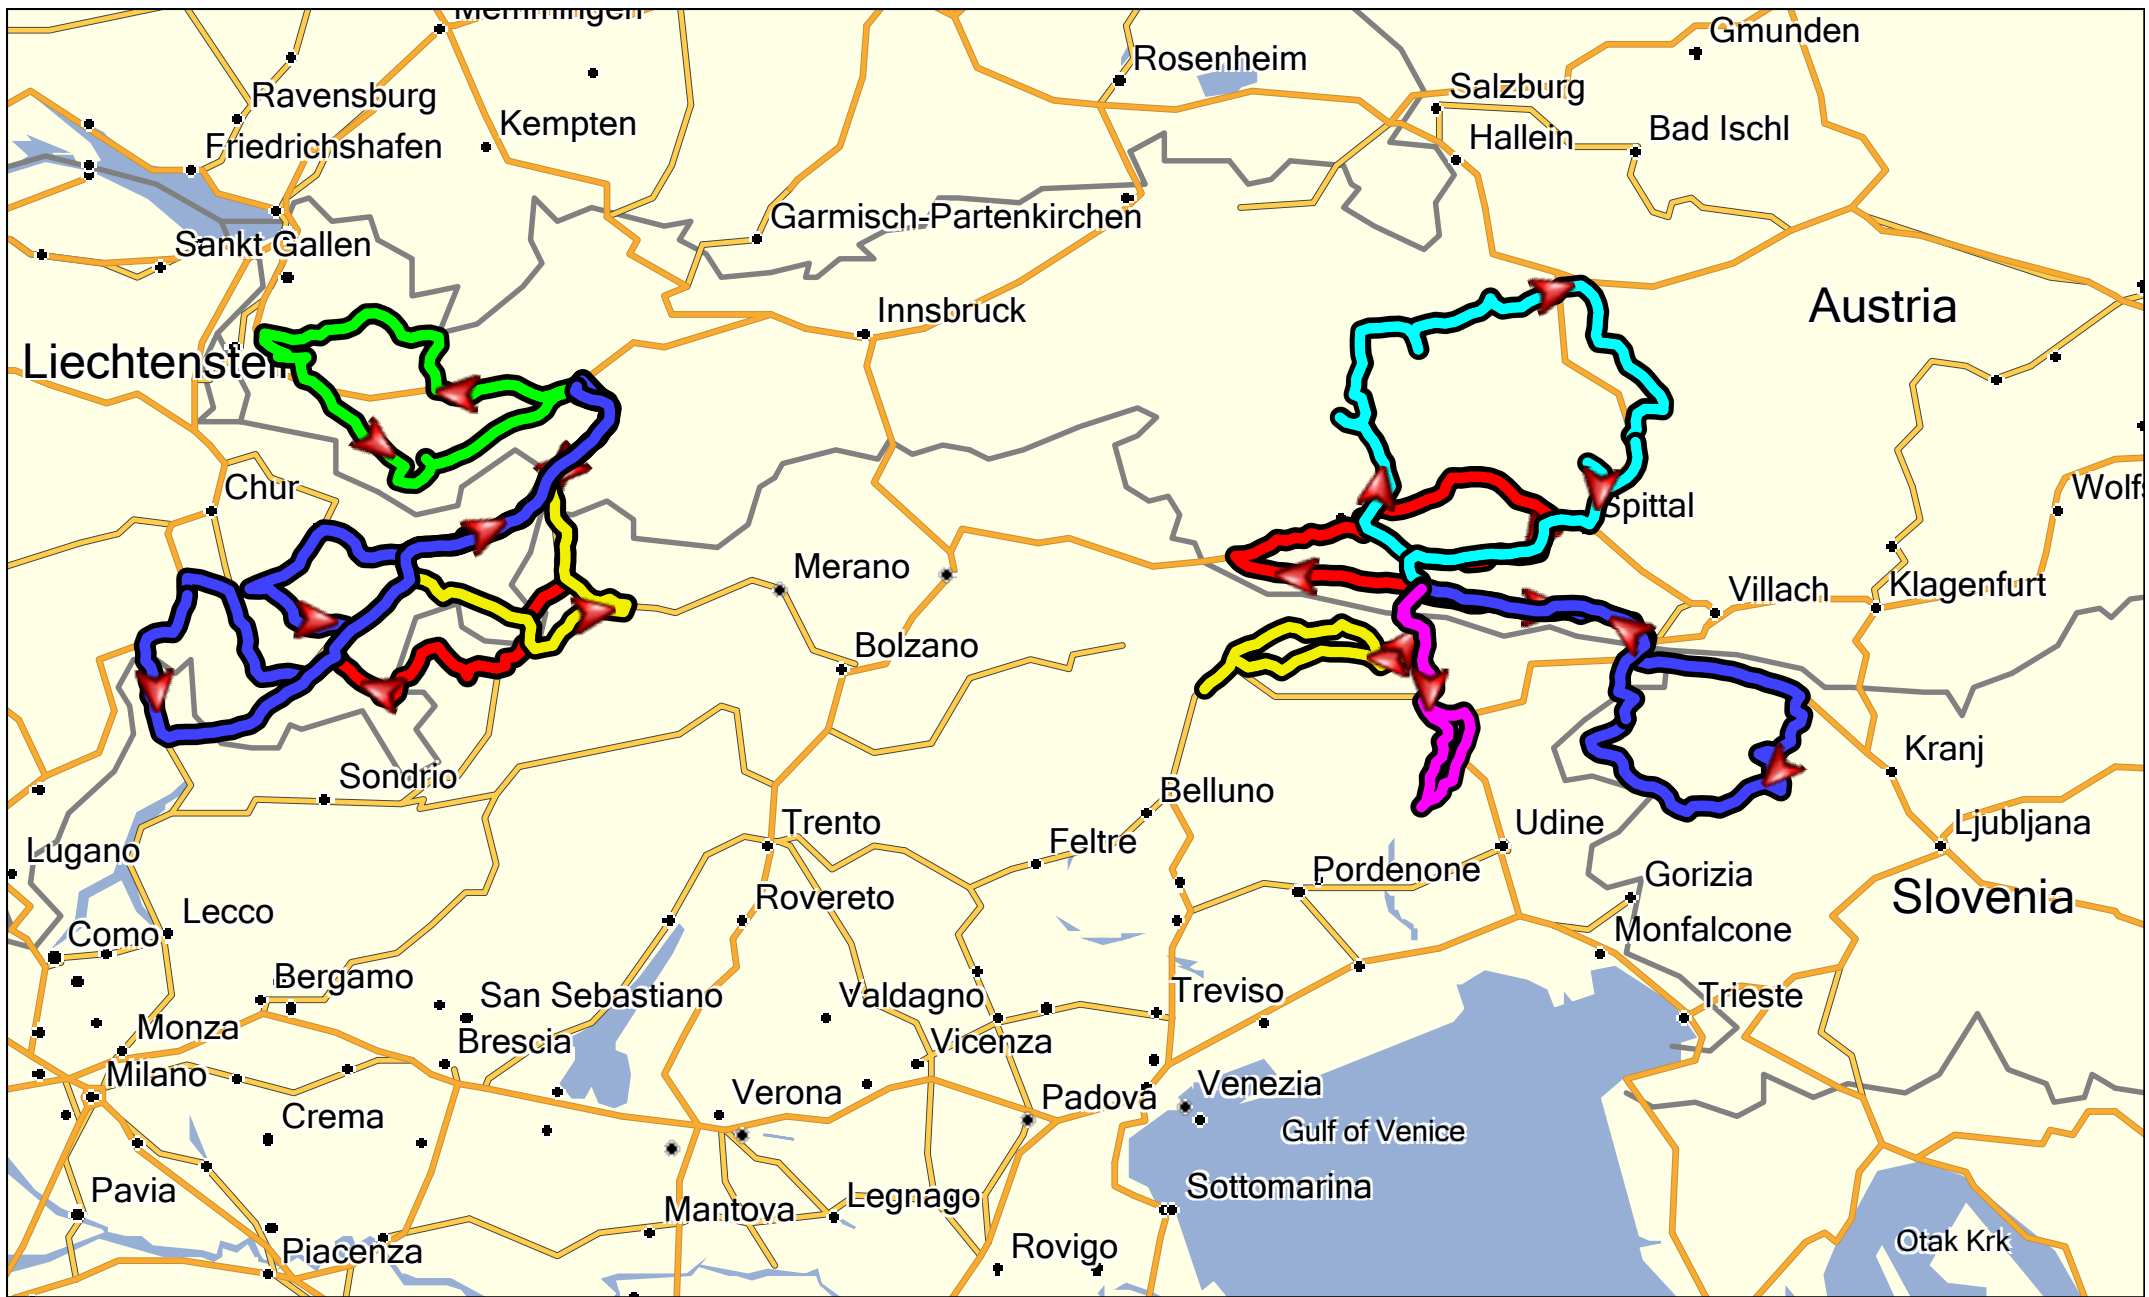 Memmingen
Gmunden
Rosenheim
Salzburg
Ravensburg
Kempten
Bad Ischl
Hallein
Friedrichshafen
Garmisch-Partenkirchen
Sankt Gallen
Innsbruck
Austria
Liechtenstein
Chur
Wolfs
Spittal
Merano
Villach
Klagenfurt
Bolzano
Kranj
Sondrio
Belluno
Trento
Udine
Ljubljana
Feltre
Lugano
Pordenone
Gorizia
Rovereto
Slovenia
Lecco
Como
Monfalcone
Bergamo
San Sebastiano
Valdagno
Treviso
Trieste
Monza
Brescia
Vicenza
Milano
Verona
Padova
Venezia
Crema
Gulf of Venice
Pavia
Legnago
Sottomarina
Mantova
Piacenza
Rovigo
Otak Krk